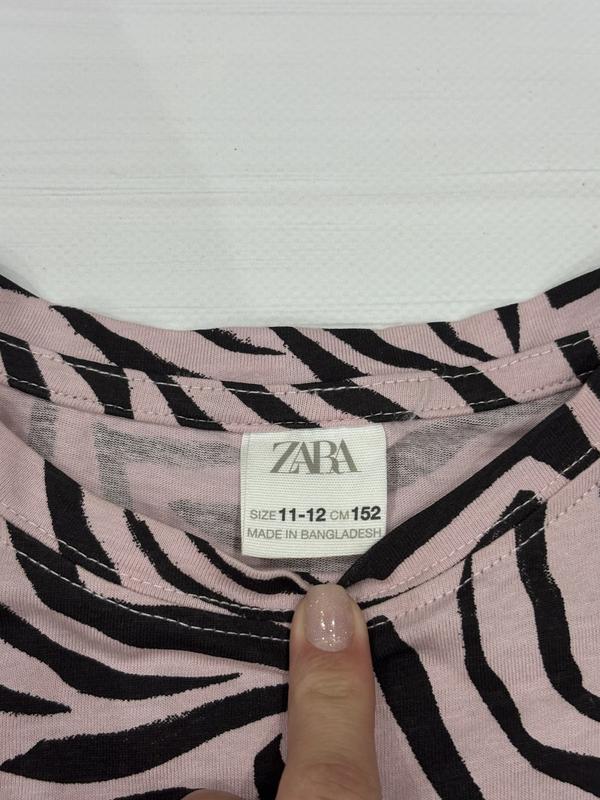 ZARA
SIZE 11-12 CM 152
MADE IN BANGLADESH